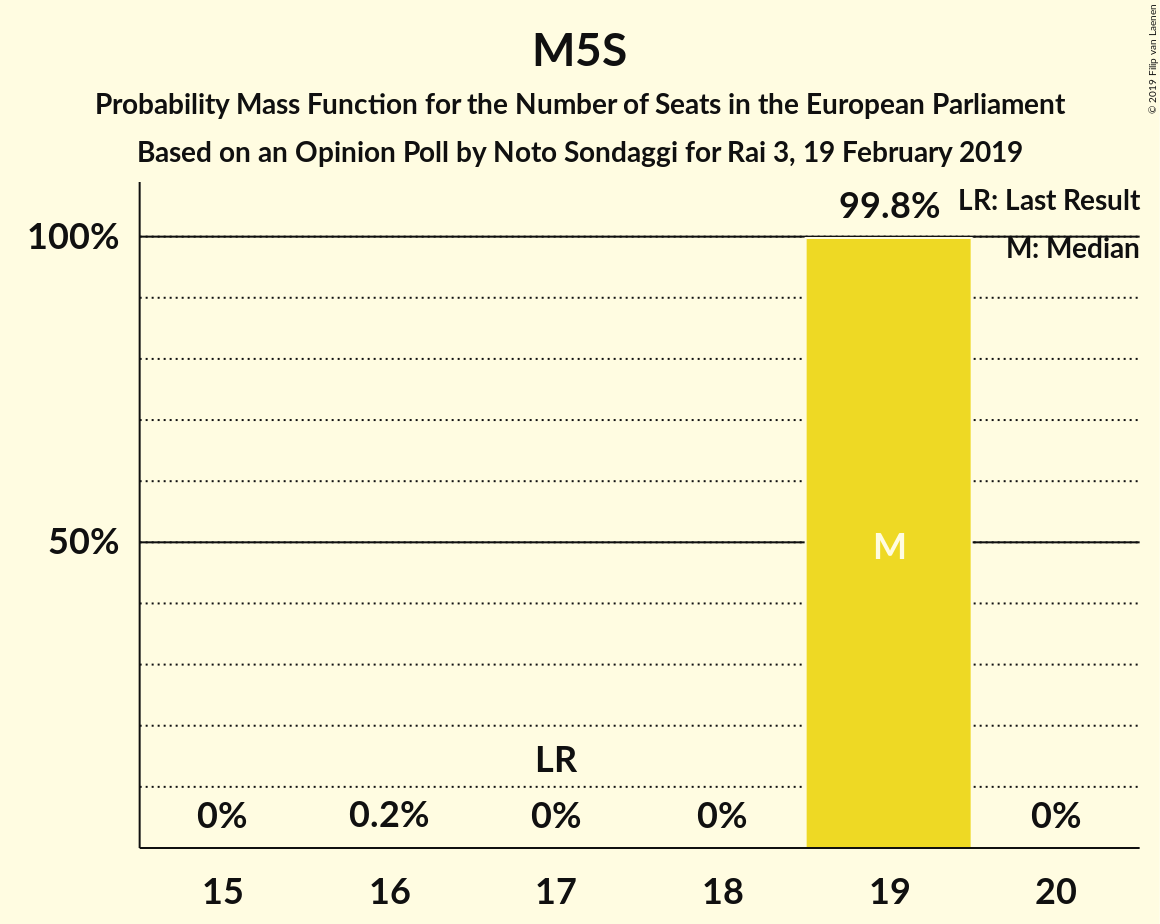 M5S
Probability Mass Function for the Number of Seats in the European Parliament
Based on an Opinion Poll by Noto Sondaggi for Rai 3, 19 February 2019
© 2019 Filip van Laenen
LR: Last Result
M: Median
100%
50%
0%
0.2%
LR
0%
0%
99.8%
M
0%
15 16 17 18 19 20